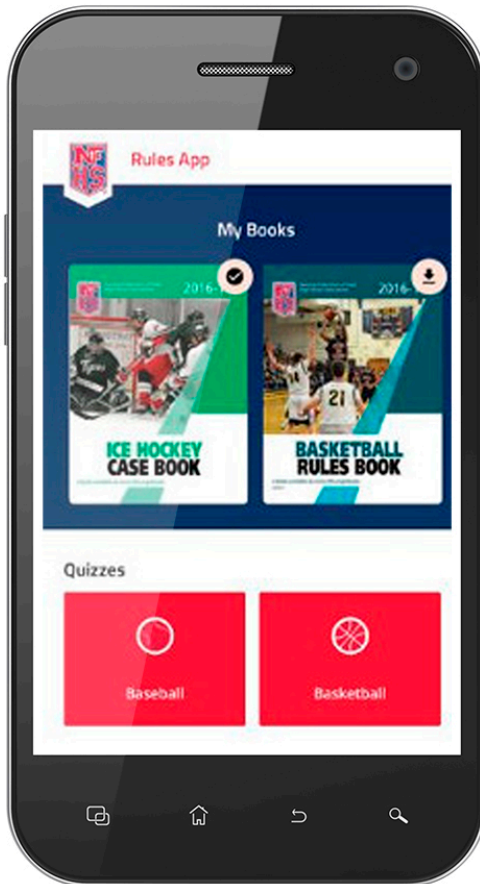 NF
HS
Rules App
My Books
2016-
2016-
21
ICE HOCKEY
CASE BOOK
BASKETBALL
RULES BOOK
Quizzes
Baseball
Basketball